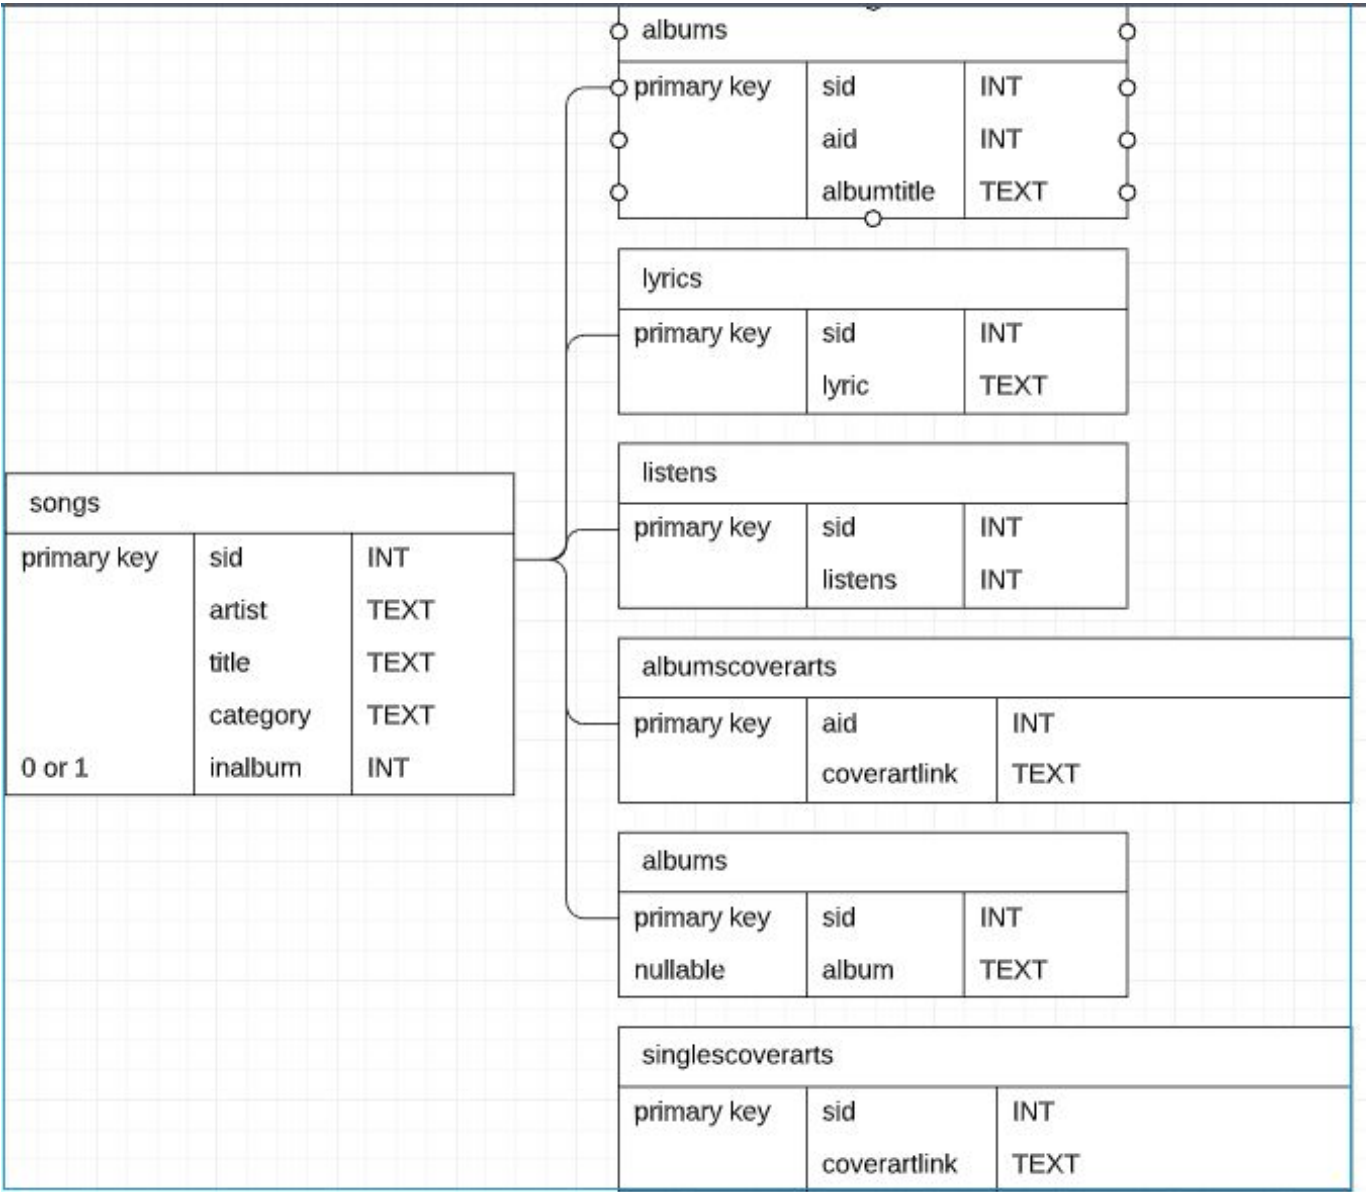 albums
primary key sid INT
aid INT
albumtitle TEXT
lyrics
primary key sid INT
lyric TEXT
listens
primary key sid INT
listens INT
songs
primary key sid INT
artist TEXT
title TEXT
category TEXT
0 or 1 inalbum INT
albumscoverarts
primary key aid INT
coverartlink TEXT
albums
primary key sid INT
nullable album TEXT
singlescoverarts
primary key sid INT
coverartlink TEXT